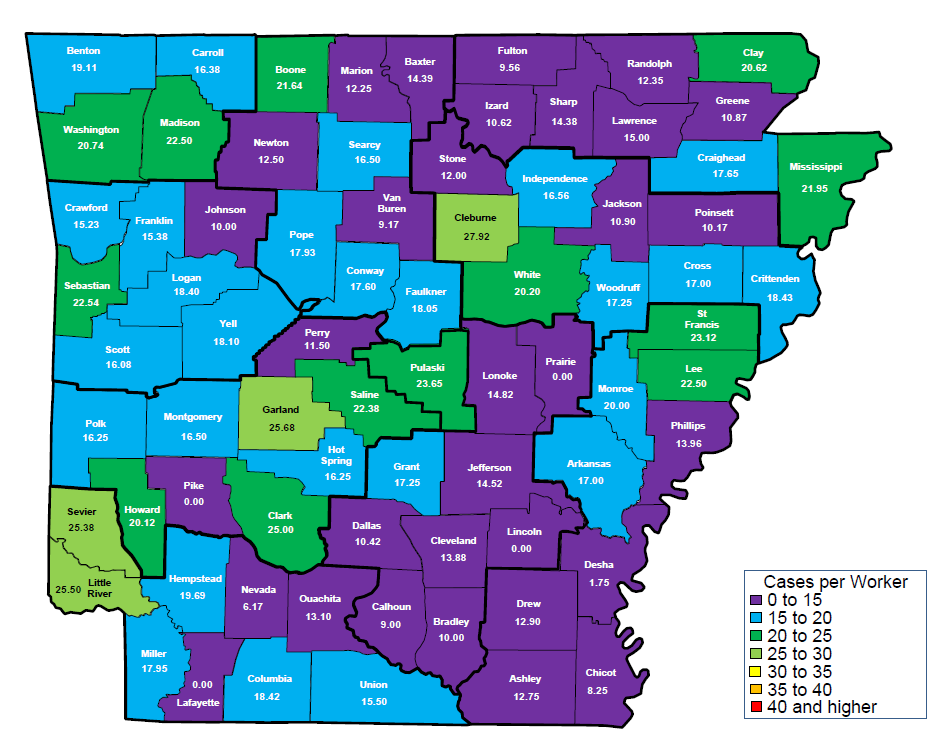 Benton
19.11
Carroll
16.38
Boone
21.64
Marion
12.25
Baxter
14.39
Fulton
9.56
Randolph
12.35
Clay
20.62
Washington
20.74
Madison
22.50
Newton
12.50
Searcy
16.50
Stone
12.00
Izard
10.62
Sharp
14.38
Lawrence
15.00
Greene
10.87
Craighead
17.65
Mississippi
21.95
Crawford
15.23
Franklin
15.38
Johnson
10.00
Pope
17.93
Van
Buren
9.17
Cleburne
27.92
Independence
16.56
Jackson
10.90
Poinsett
10.17
Sebastian
22.54
Logan
18.40
Conway
17.60
Faulkner
18.05
White
20.20
Woodruff
17.25
Cross
17.00
Crittenden
18.43
Scott
16.08
Yell
18.10
Perry
11.50
Pulaski
23.65
Lonoke
14.82
Prairie
0.00
St
Francis
23.12
Lee
22.50
Monroe
20.00
Phillips
13.96
Polk
16.25
Montgomery
16.50
Garland
25.68
Saline
22.38
Hot
Spring
16.25
Grant
17.25
Jefferson
14.52
Arkansas
17.00
Sevier
25.38
Howard
20.12
Pike
0.00
Clark
25.00
Dallas
10.42
Cleveland
13.88
Lincoln
0.00
Desha
1.75
25.50
Little
River
Hempstead
19.69
Nevada
6.17
Ouachita
13.10
Calhoun
9.00
Bradley
10.00
Drew
12.90
Miller
17.95
0.00
Lafayette
Columbia
18.42
Union
15.50
Ashley
12.75
Chicot
8.25
Cases per Worker
0 to 15
15 to 20
20 to 25
25 to 30
30 to 35
35 to 40
40 and higher